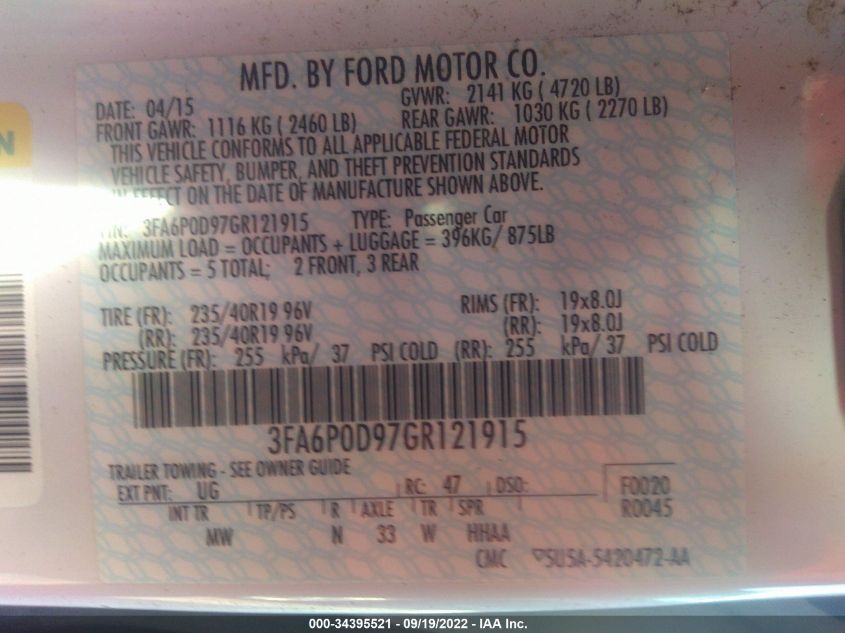 N
MFD. BY FORD MOTOR CO.
DATE: 04/15 GVWR: 2141 KG ( 4720 LB)
FRONT GAWR: 1116 KG ( 2460 LB) REAR GAWR: 1030 KG ( 2270 LB)
THIS VEHICLE CONFORMS TO ALL APPLICABLE FEDERAL MOTOR
VEHICLE SAFETY, BUMPER, AND THEFT PREVENTION STANDARDS
IN EFFECT ON THE DATE OF MANUFACTURE SHOWN ABOVE.
VIN: 3FA6P0D97GR121915 TYPE: Passenger Car
MAXIMUM LOAD = OCCUPANTS + LUGGAGE = 396KG/ 875LB
OCCUPANTS = 5 TOTAL; 2 FRONT, 3 REAR
TIRE (FR): 235/40R19 96V RIMS (FR): 19x8.0J
(RR): 235/40R19 96V (RR): 19x8.0J
PRESSURE (FR): 255 kPa/ 37 PSI COLD (RR): 255 kPa/ 37 PSI COLD
3FA6P0D97GR121915
TRAILER TOWING - SEE OWNER GUIDE
EXT PNT: UG RC: 47 DSO: F0020
INT TR TP/PS R AXLE TR SPR R0045
MW N 33 W HHAA
CMC 5U5A-5420472-AA
000-34395521 - 09/19/2022 - IAA Inc.